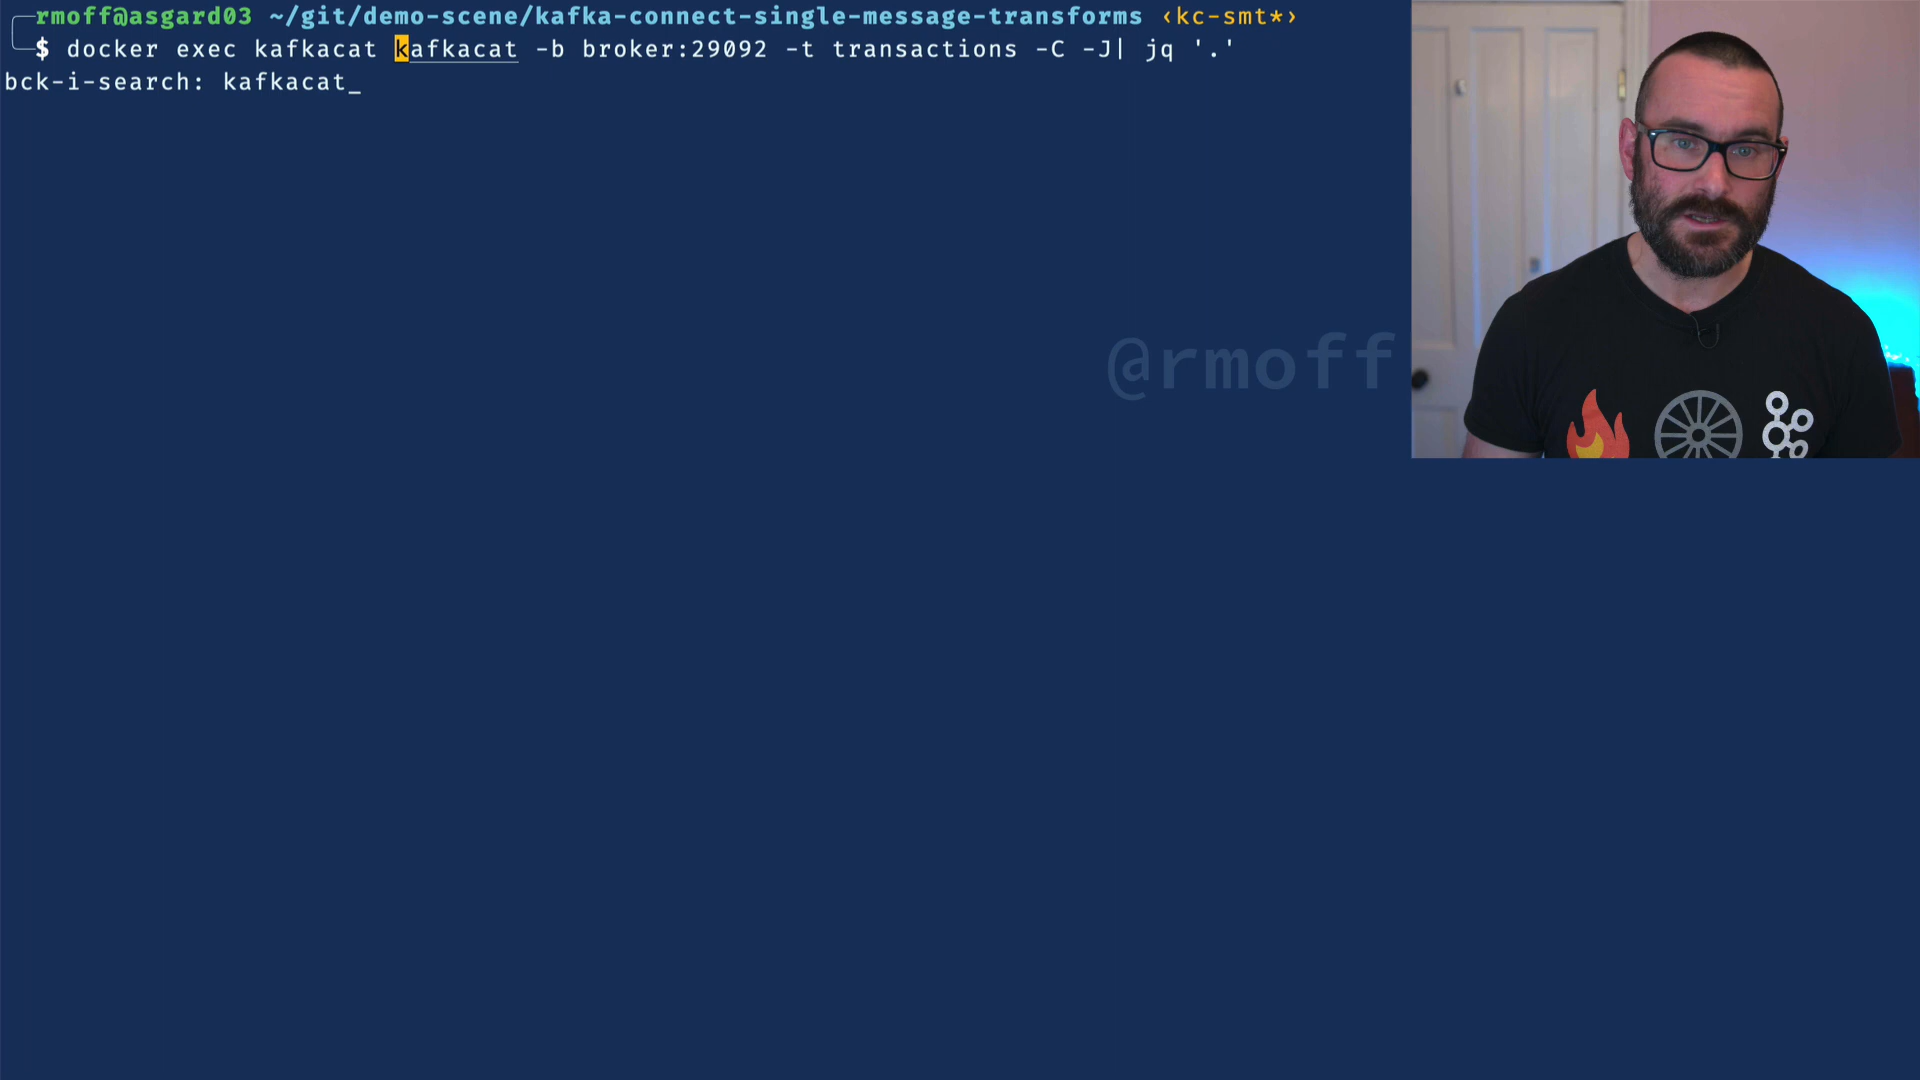 rmoff@asgard03 ~/git/demo-scene/kafka-connect-single-message-transforms ‹kc-smt*›
$ docker exec kafkacat kafkacat -b broker:29092 -t transactions -C -J| jq '.'
bck-i-search: kafkacat_
@rmoff